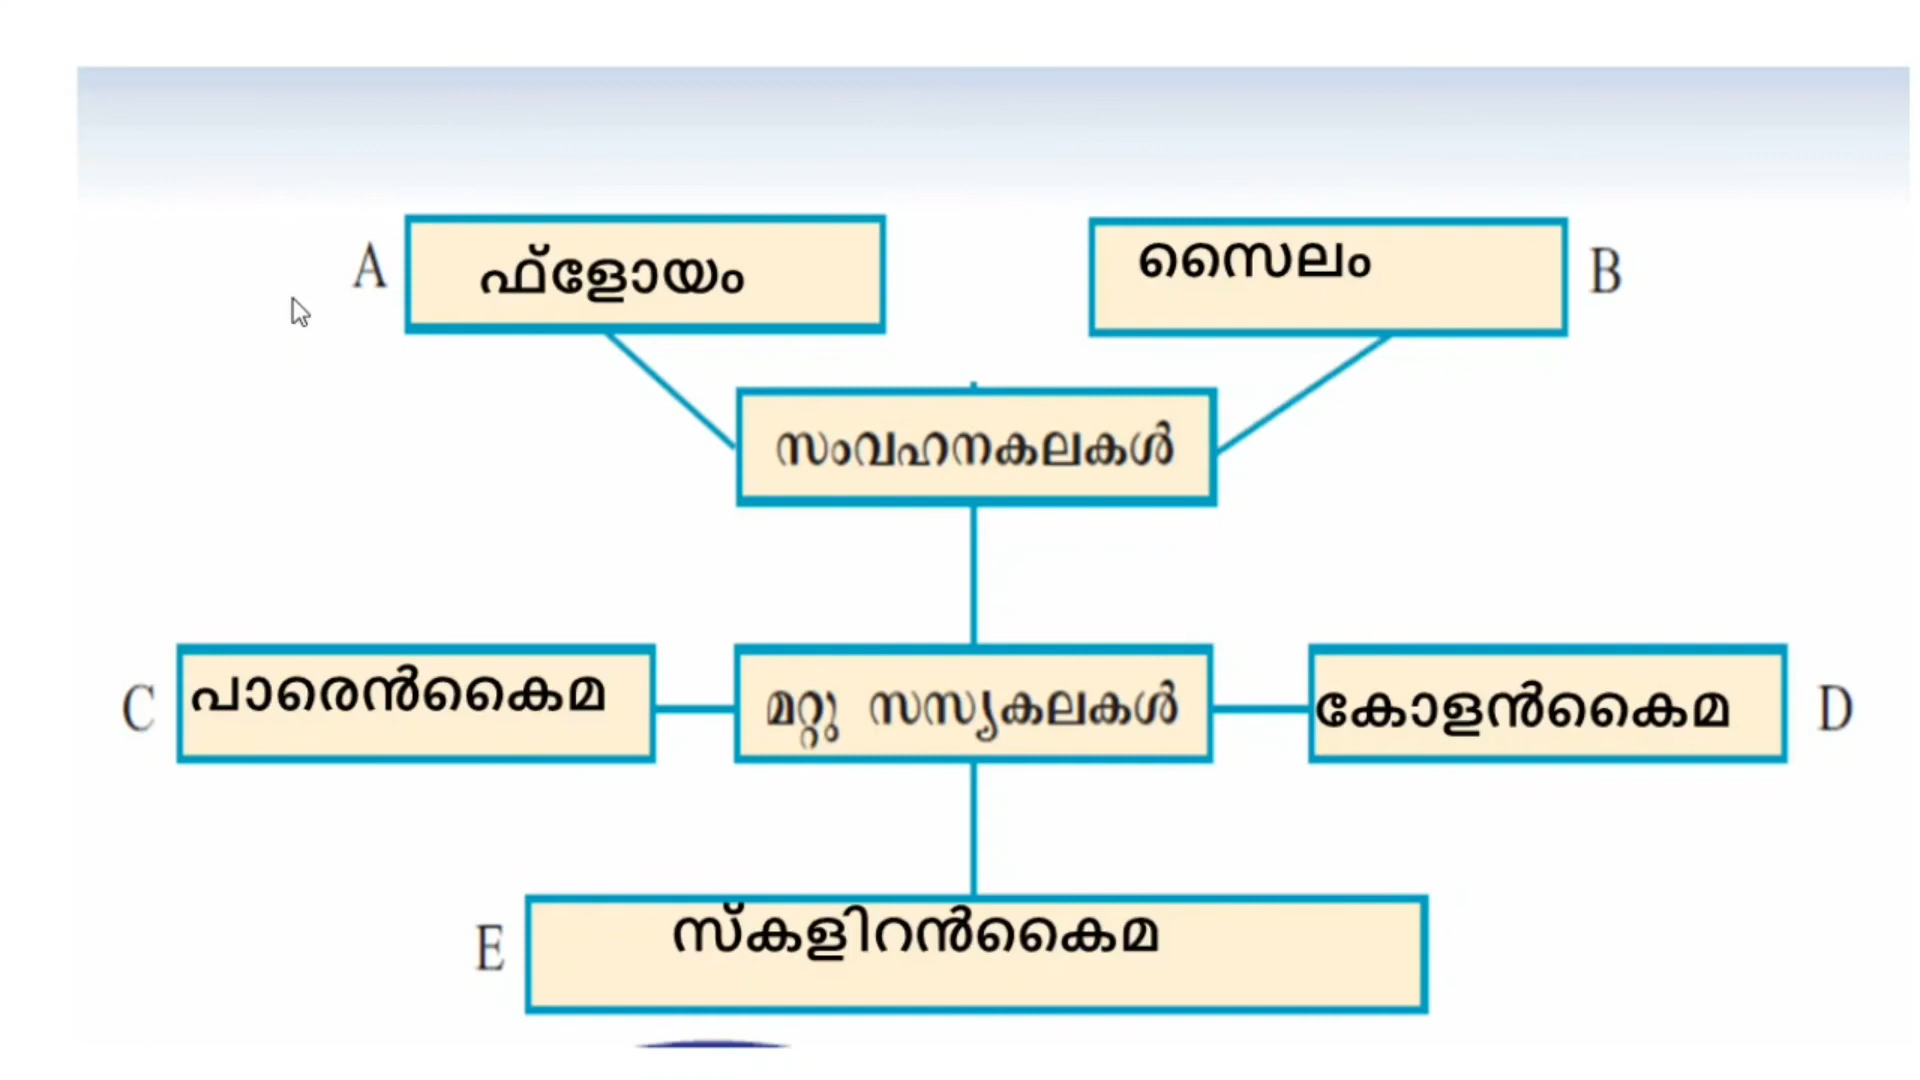 A
ഫ്ളോയം
സൈലം
B
സംവഹനകലകൾ
C
പാരെൻകൈമ
മറ്റു സസ്യകലകൾ
കോളൻകൈമ
D
E
സ്കളിറൻകൈമ